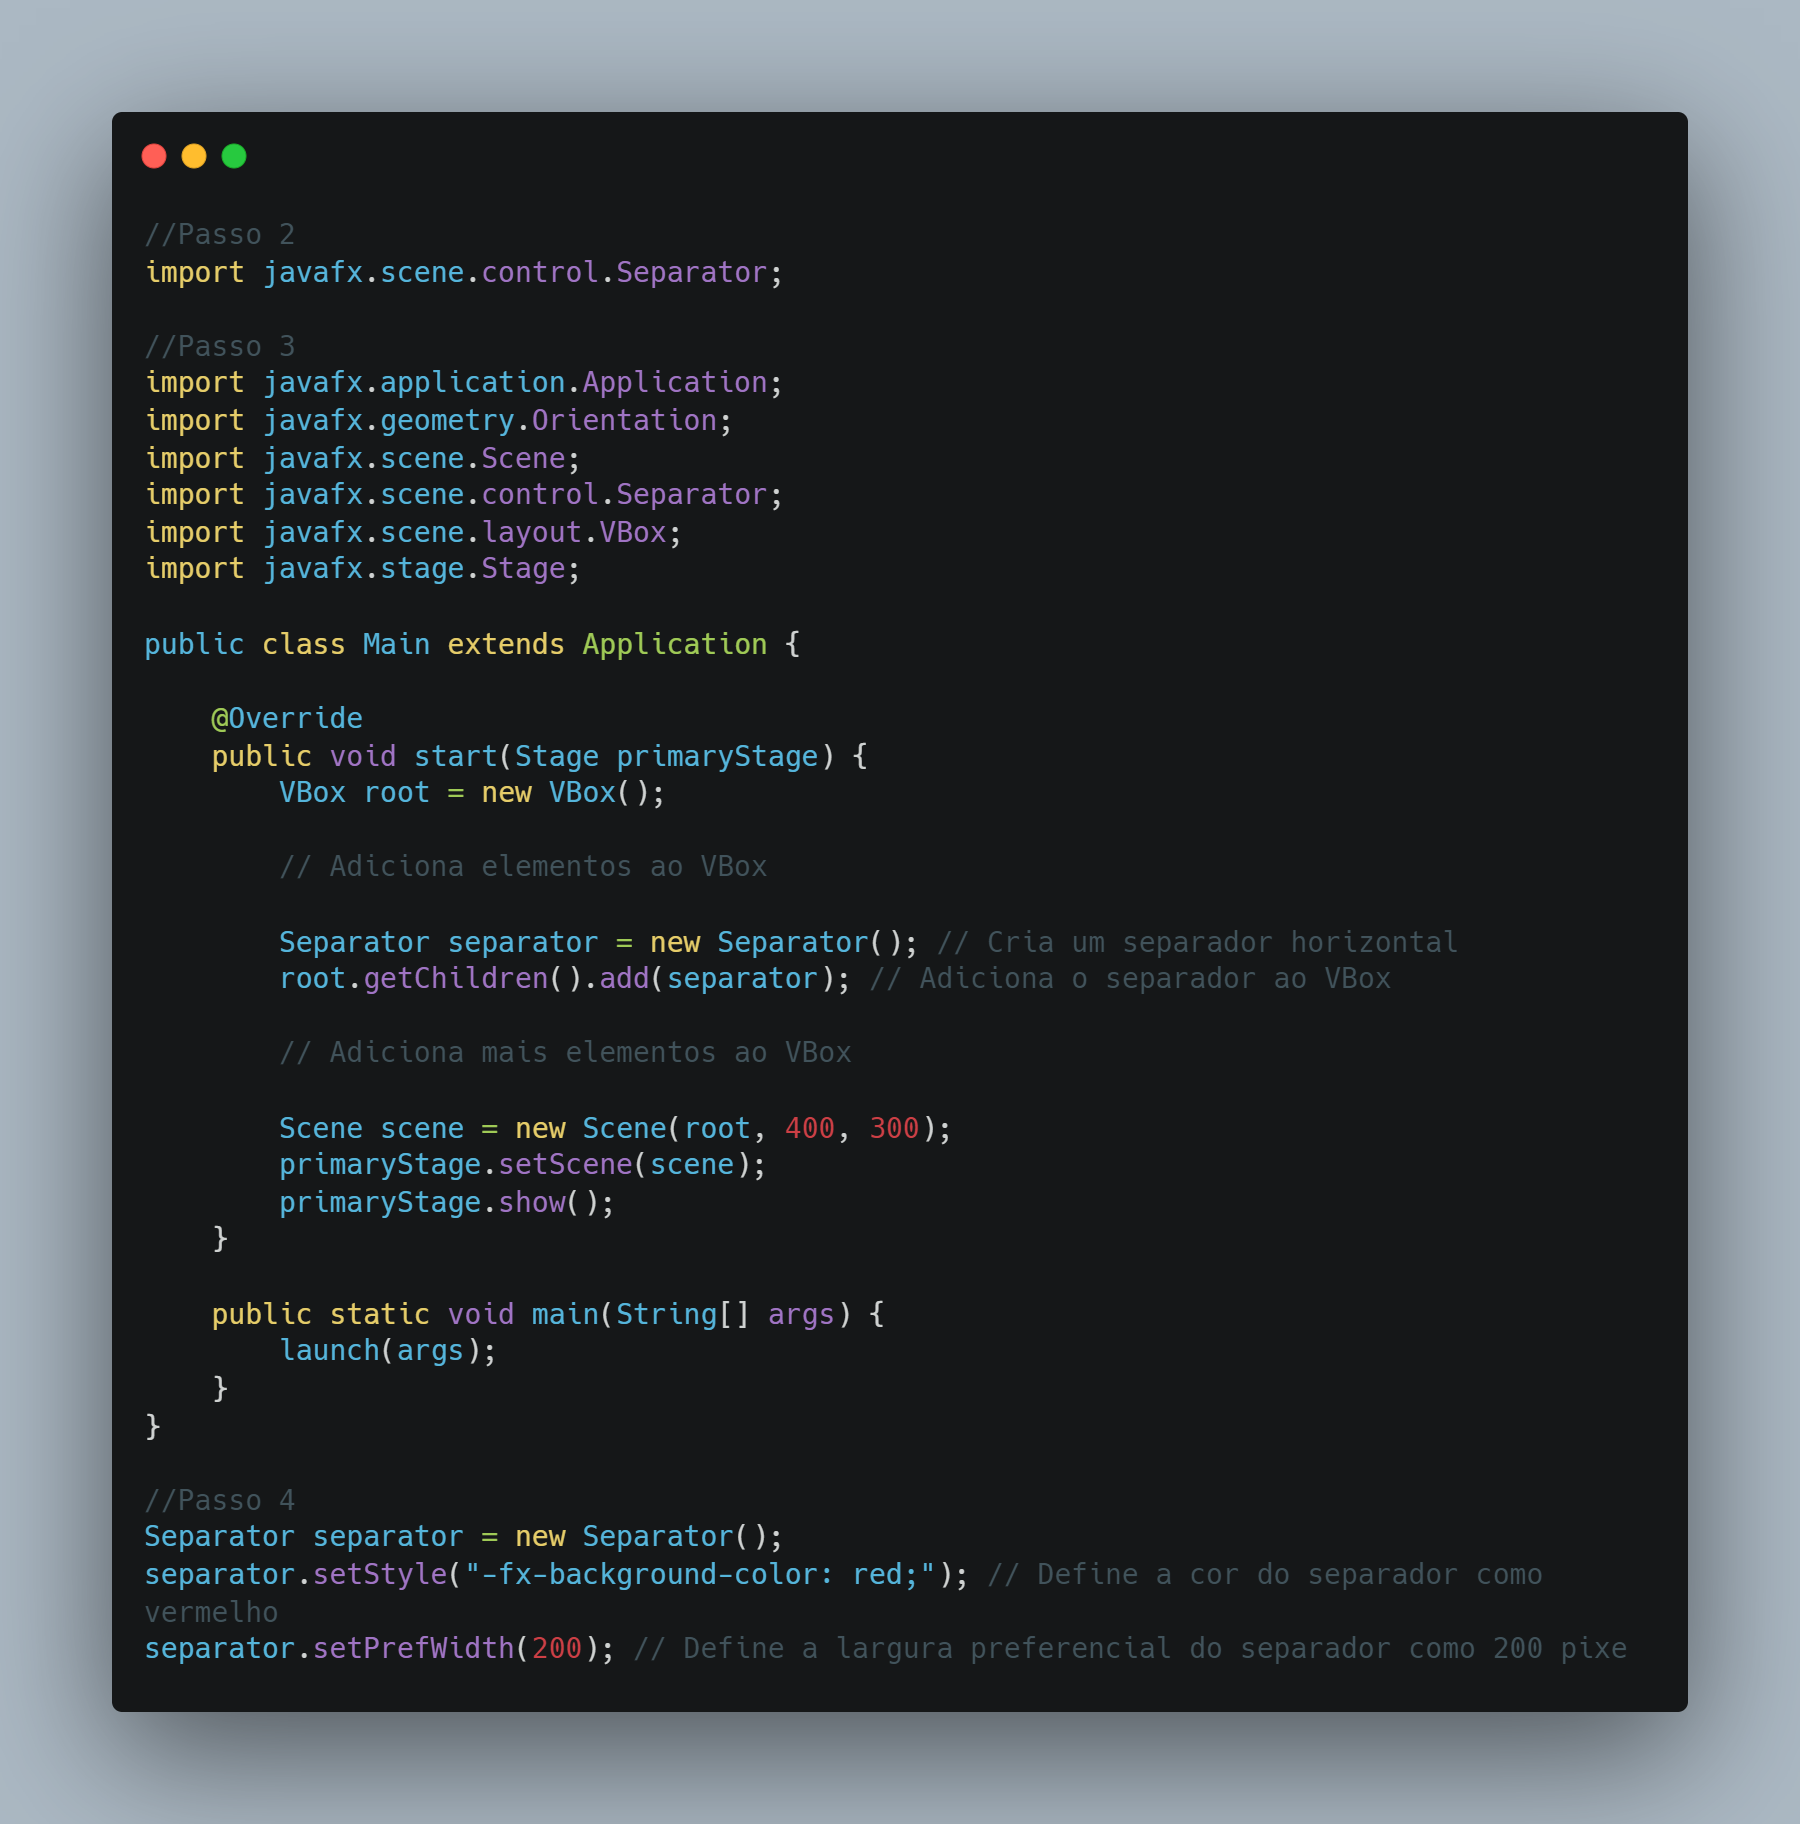 //Passo 2
import javafx.scene.control.Separator;

//Passo 3
import javafx.application.Application;
import javafx.geometry.Orientation;
import javafx.scene.Scene;
import javafx.scene.control.Separator;
import javafx.scene.layout.VBox;
import javafx.stage.Stage;

public class Main extends Application {

    @Override
    public void start(Stage primaryStage) {
        VBox root = new VBox();

        // Adiciona elementos ao VBox

        Separator separator = new Separator(); // Cria um separador horizontal
        root.getChildren().add(separator); // Adiciona o separador ao VBox

        // Adiciona mais elementos ao VBox

        Scene scene = new Scene(root, 400, 300);
        primaryStage.setScene(scene);
        primaryStage.show();
    }

    public static void main(String[] args) {
        launch(args);
    }
}

//Passo 4
Separator separator = new Separator();
separator.setStyle("-fx-background-color: red;"); // Define a cor do separador como
vermelho
separator.setPrefWidth(200); // Define a largura preferencial do separador como 200 pixe